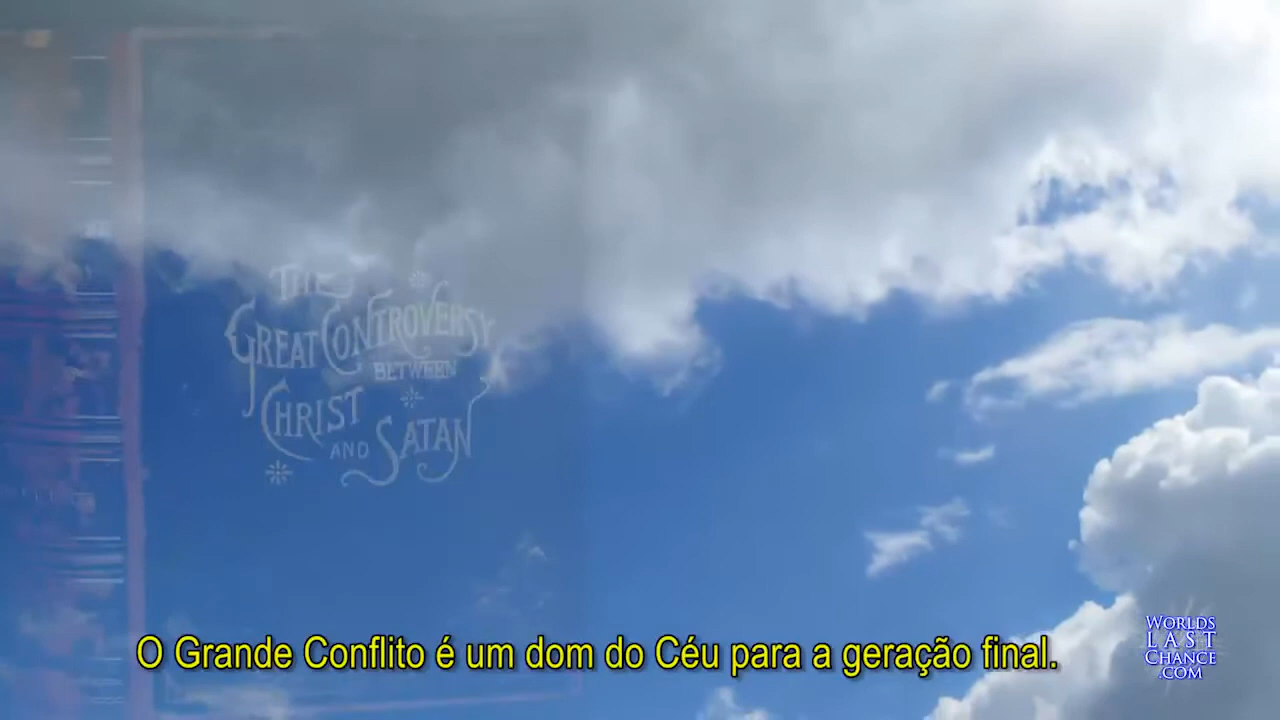 THE
GREAT CONTROVERSY
BETWEEN
CHRIST
AND SATAN
O Grande Conflito é um dom do Céu para a geração final.
WORLDS
LAST
CHANCE
.COM